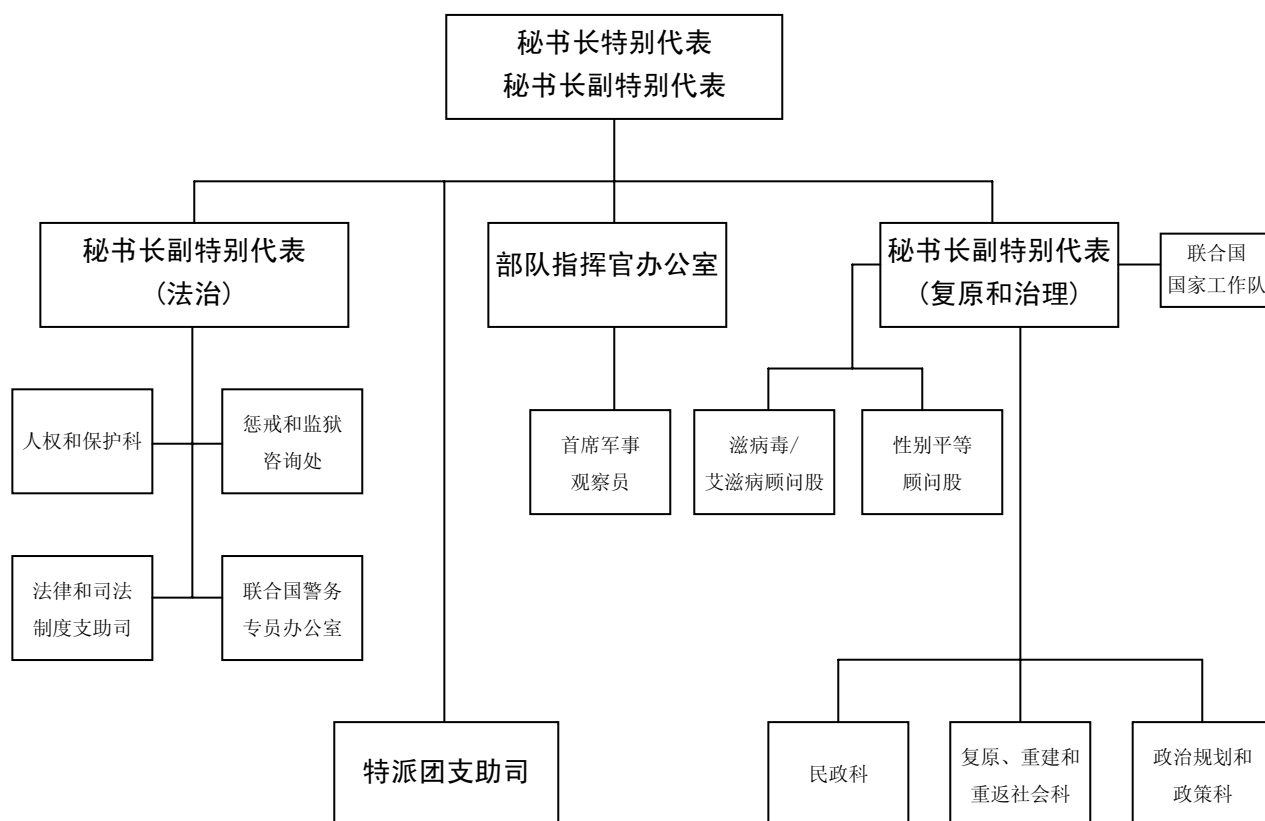 秘书长特别代表
秘书长副特别代表
秘书长副特别代表
(法治)
部队指挥官办公室
秘书长副特别代表
(复原和治理)
联合国
国家工作队
人权和保护科
惩戒和监狱
咨询处
首席军事
观察员
滋病毒/
艾滋病顾问股
性别平等
顾问股
法律和司法
制度支助司
联合国警务
专员办公室
特派团支助司
民政科
复原、重建和
重返社会科
政治规划和
政策科